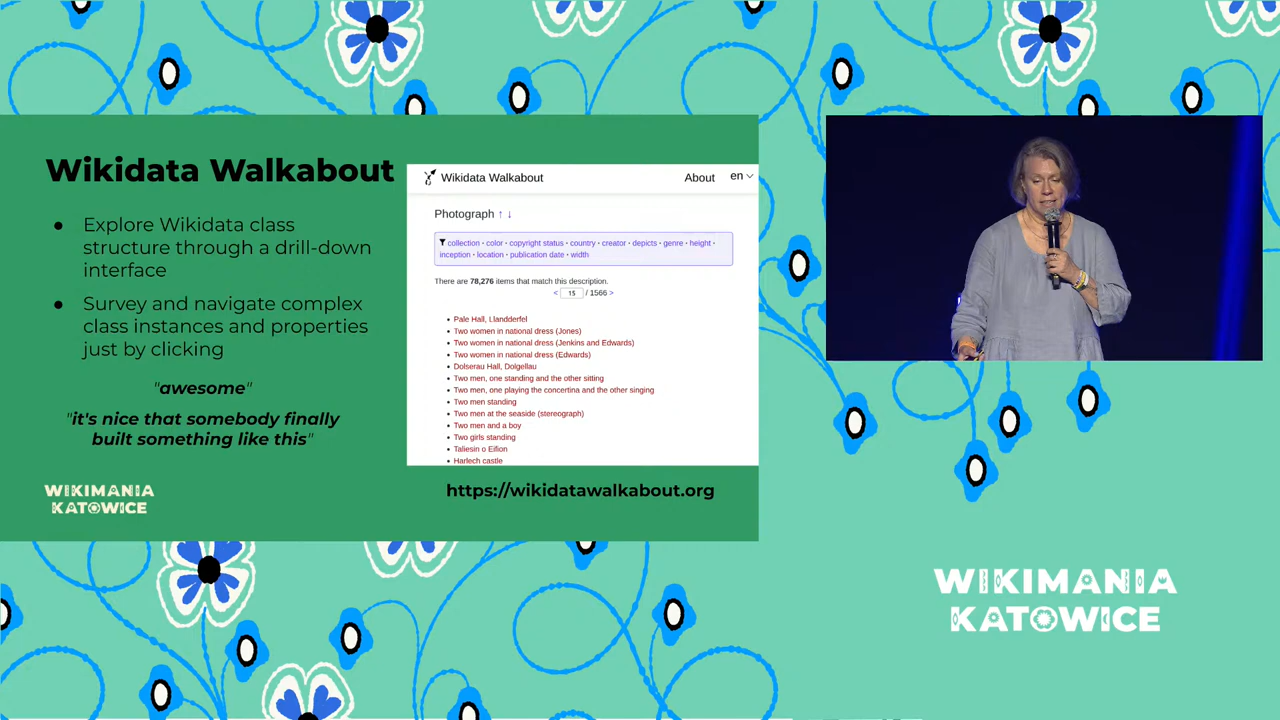 Wikidata Walkabout
● Explore Wikidata class
structure through a drill-down
interface
● Survey and navigate complex
class instances and properties
just by clicking
"awesome"
"it's nice that somebody finally
built something like this"
WIKIMANIA
KATOWICE
Wikidata Walkabout About en
Photograph ↑ ↓
collection · color · copyright status · country · creator · depicts · genre · height ·
inception · location · publication date · width
There are 78,276 items that match this description.
< 15 / 1566 >
• Pale Hall, Llandderfel
• Two women in national dress (Jones)
• Two women in national dress (Jenkins and Edwards)
• Two women in national dress (Edwards)
• Dolserau Hall, Dolgellau
• Two men, one standing and the other sitting
• Two men, one playing the concertina and the other singing
• Two men standing
• Two men at the seaside (stereograph)
• Two men and a boy
• Two girls standing
• Taliesin o Eifion
• Harlech castle
https://wikidatawalkabout.org
WIKIMANIA
KATOWICE